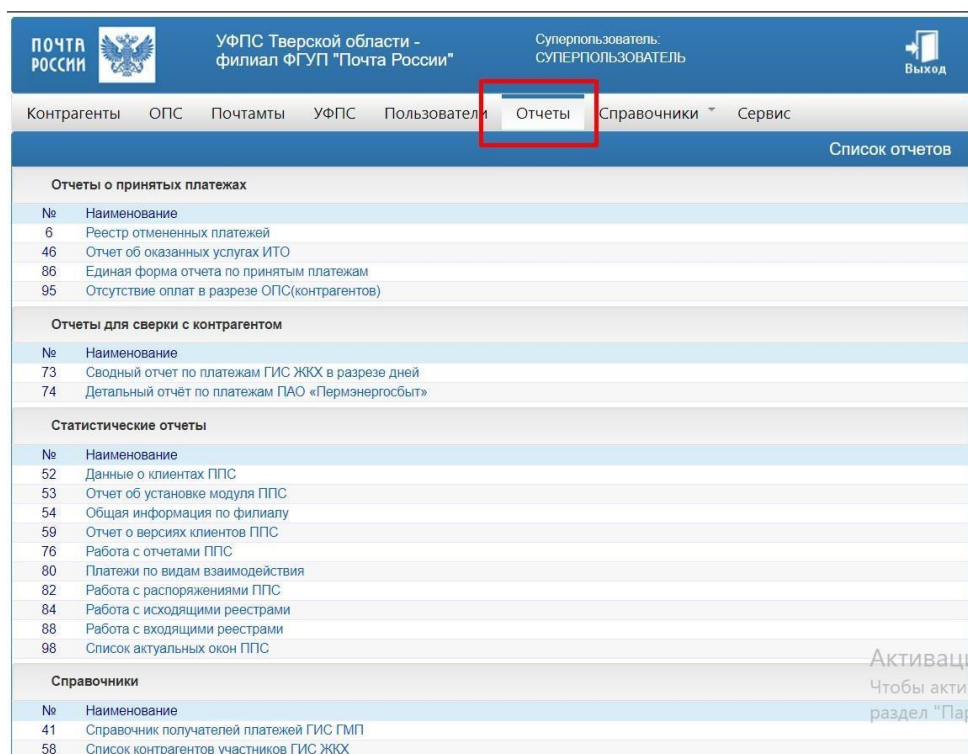 ПОЧТА
РОССИИ
УФПС Тверской области -
филиал ФГУП "Почта России"
Суперпользователь:
СУПЕРПОЛЬЗОВАТЕЛЬ
Выход
Контрагенты ОПС Почтамты УФПС Пользователи Отчеты Справочники Сервис
Список отчетов
Отчеты о принятых платежах
№ Наименование
6 Реестр отмененных платежей
46 Отчет об оказанных услугах ИТО
86 Единая форма отчета по принятым платежам
95 Отсутствие оплат в разрезе ОПС(контрагентов)
Отчеты для сверки с контрагентом
№ Наименование
73 Сводный отчет по платежам ГИС ЖКХ в разрезе дней
74 Детальный отчёт по платежам ПАО «Пермэнергосбыт»
Статистические отчеты
№ Наименование
52 Данные о клиентах ППС
53 Отчет об установке модуля ППС
54 Общая информация по филиалу
59 Отчет о версиях клиентов ППС
76 Работа с отчетами ППС
80 Платежи по видам взаимодействия
82 Работа с распоряжениями ППС
84 Работа с исходящими реестрами
88 Работа с входящими реестрами
98 Список актуальных окон ППС
Активаци
Чтобы акти
раздел "Пар
Справочники
№ Наименование
41 Справочник получателей платежей ГИС ГМП
58 Список контрагентов участников ГИС ЖКХ